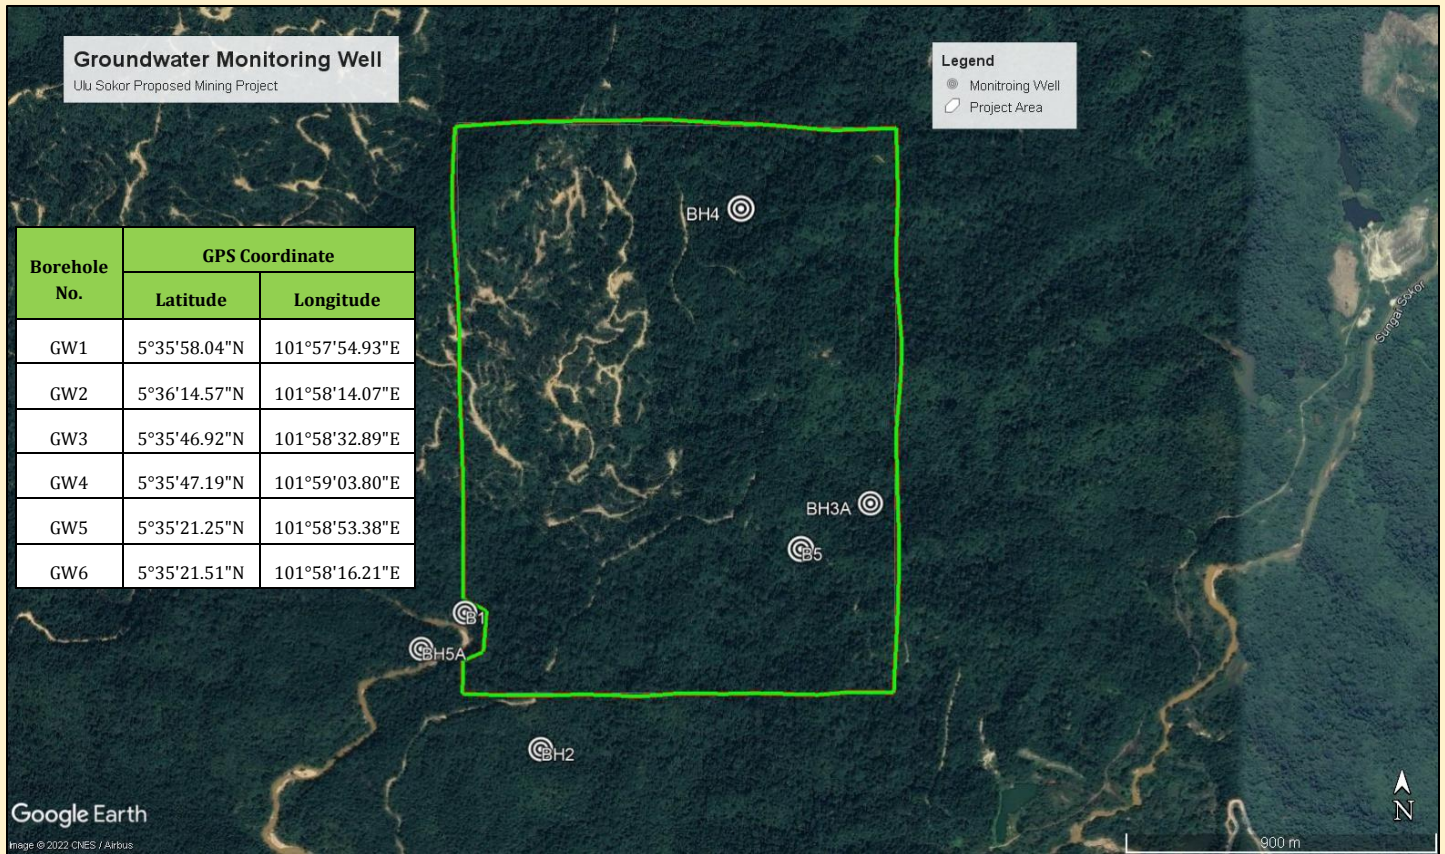 Groundwater Monitoring Well
Ulu Sokor Proposed Mining Project
Legend
Monitroing Well
Project Area
Borehole No. GPS Coordinate
Latitude Longitude
GW1 5°35'58.04"N 101°57'54.93"E
GW2 5°36'14.57"N 101°58'14.07"E
GW3 5°35'46.92"N 101°58'32.89"E
GW4 5°35'47.19"N 101°59'03.80"E
GW5 5°35'21.25"N 101°58'53.38"E
GW6 5°35'21.51"N 101°58'16.21"E
BH4
BH3A
B5
B1
BH5A
BH2
Sungai Sokor
Google Earth
Image © 2022 CNES / Airbus
N
900 m